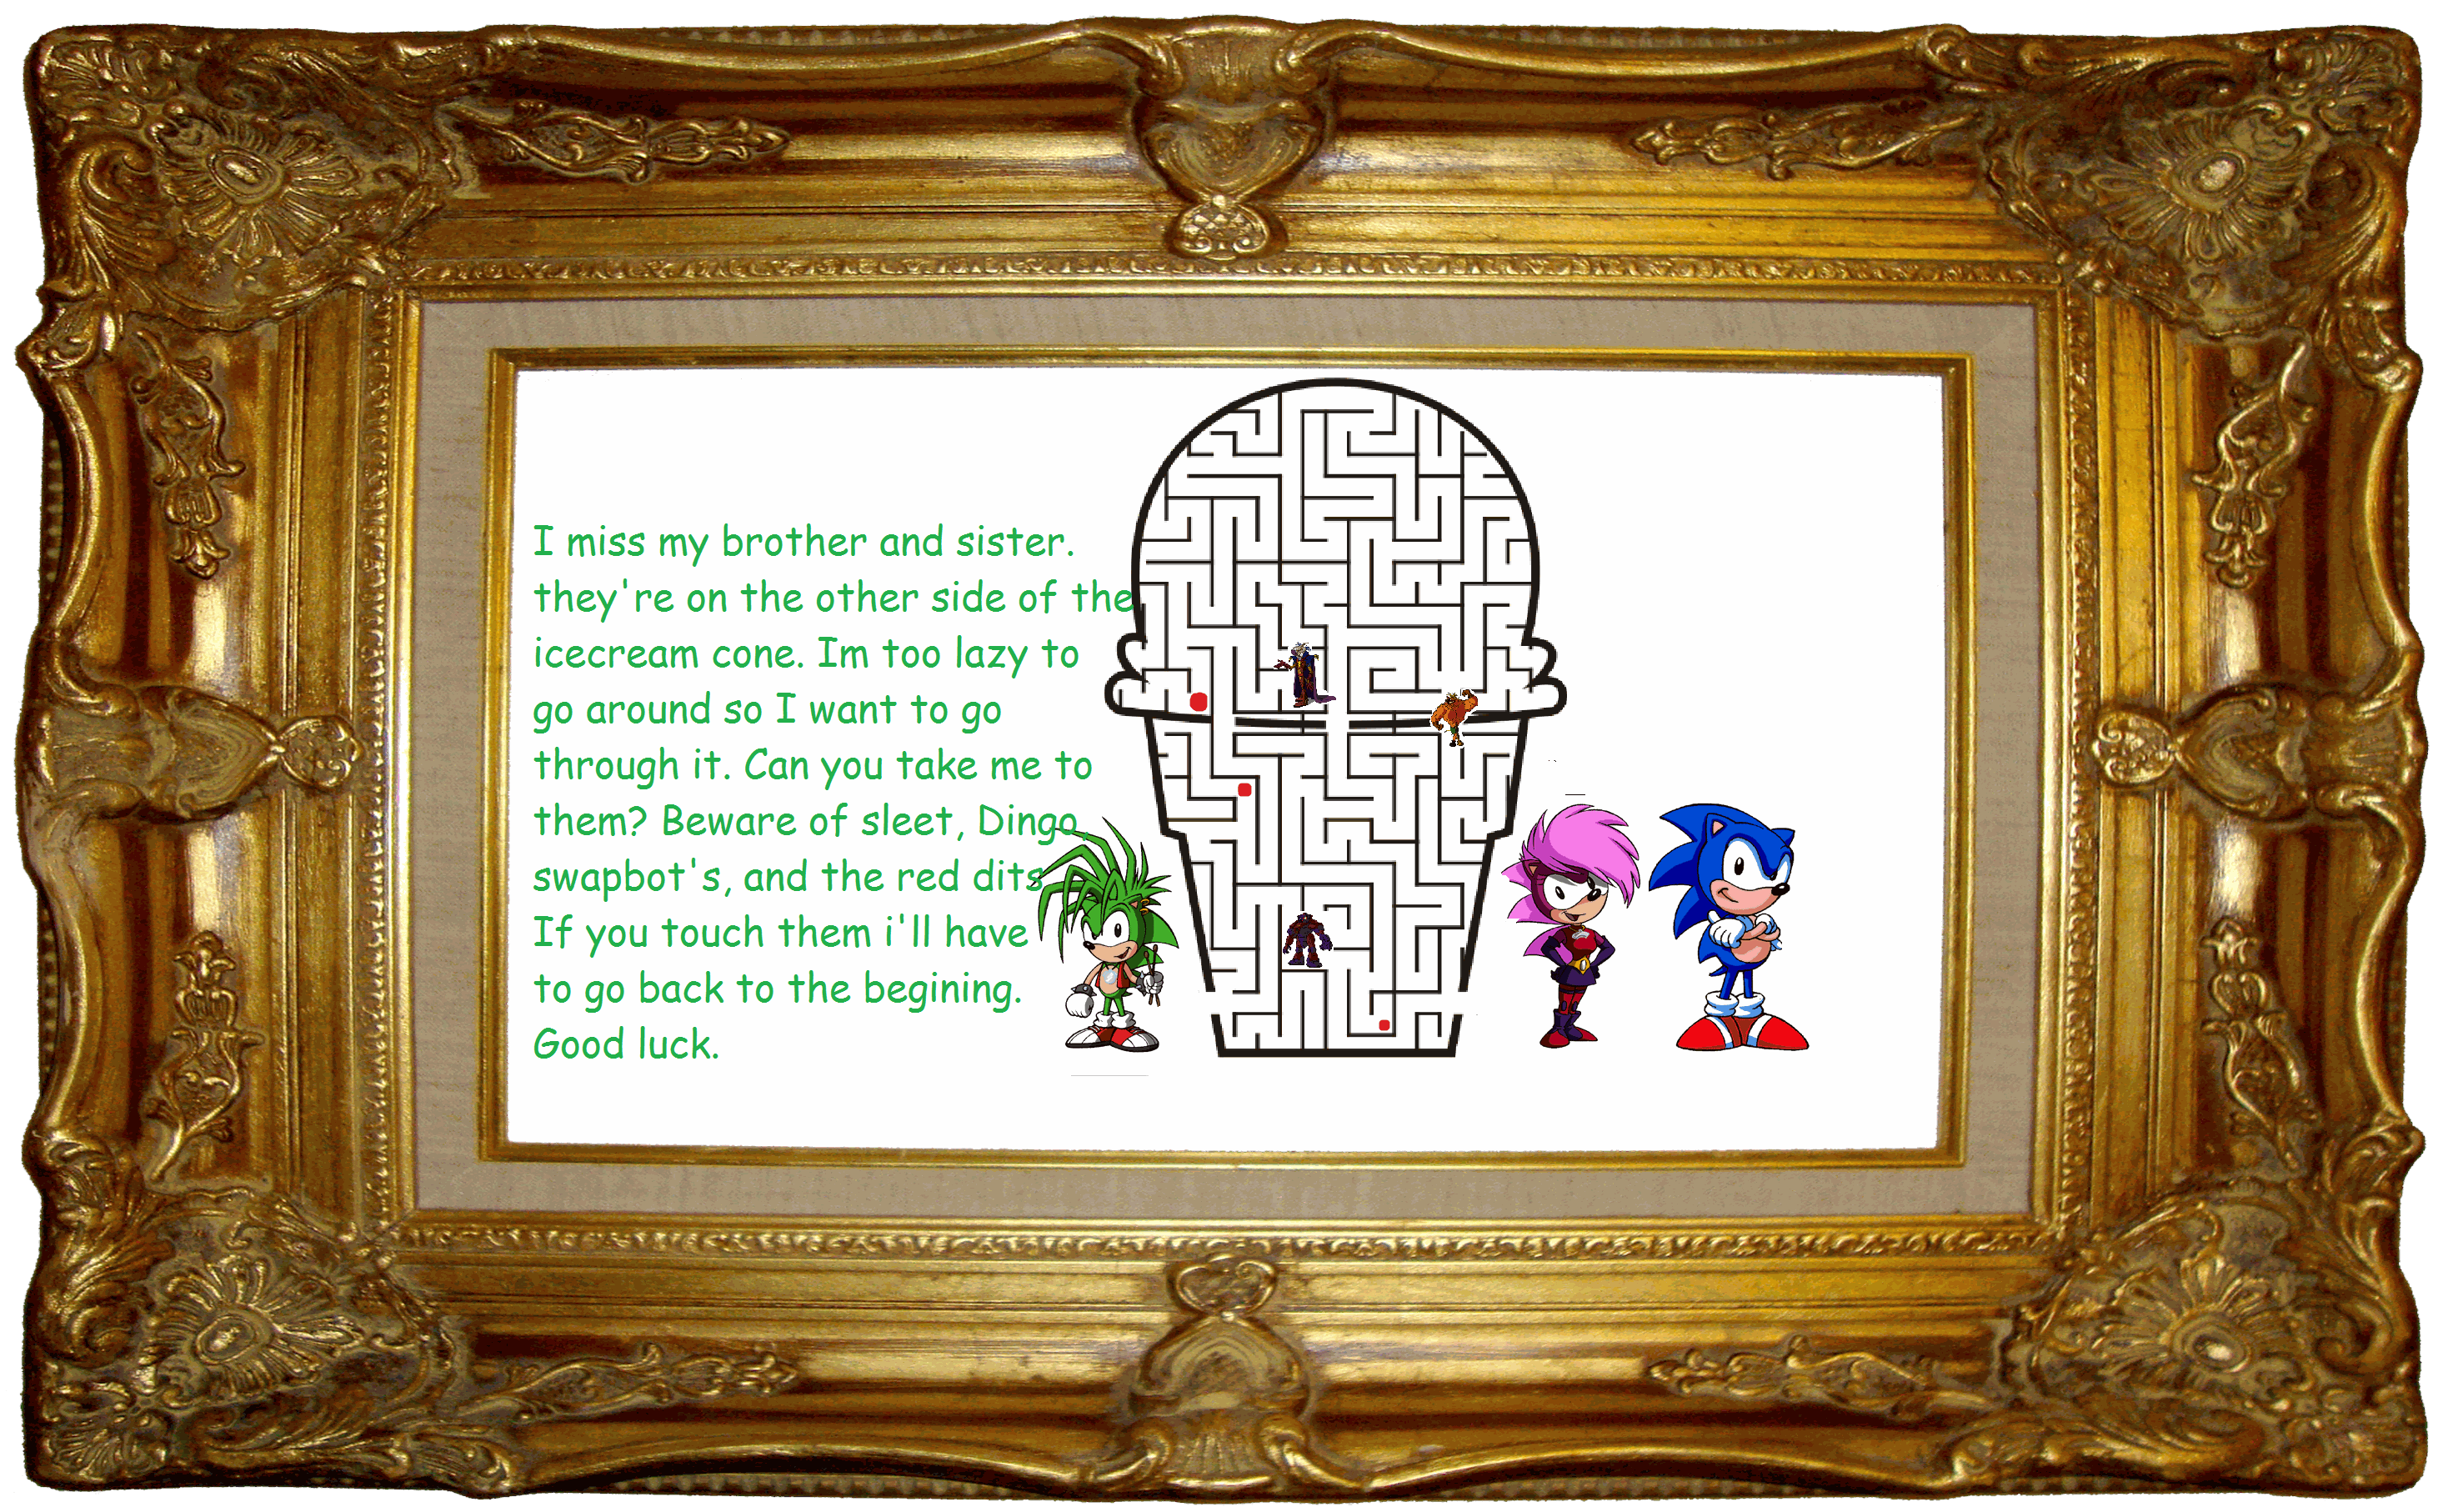 I miss my brother and sister.
they're on the other side of the
icecream cone. Im too lazy to
go around so I want to go
through it. Can you take me to
them? Beware of sleet, Dingo,
swapbot's, and the red dits
If you touch them i'll have
to go back to the begining.
Good luck.